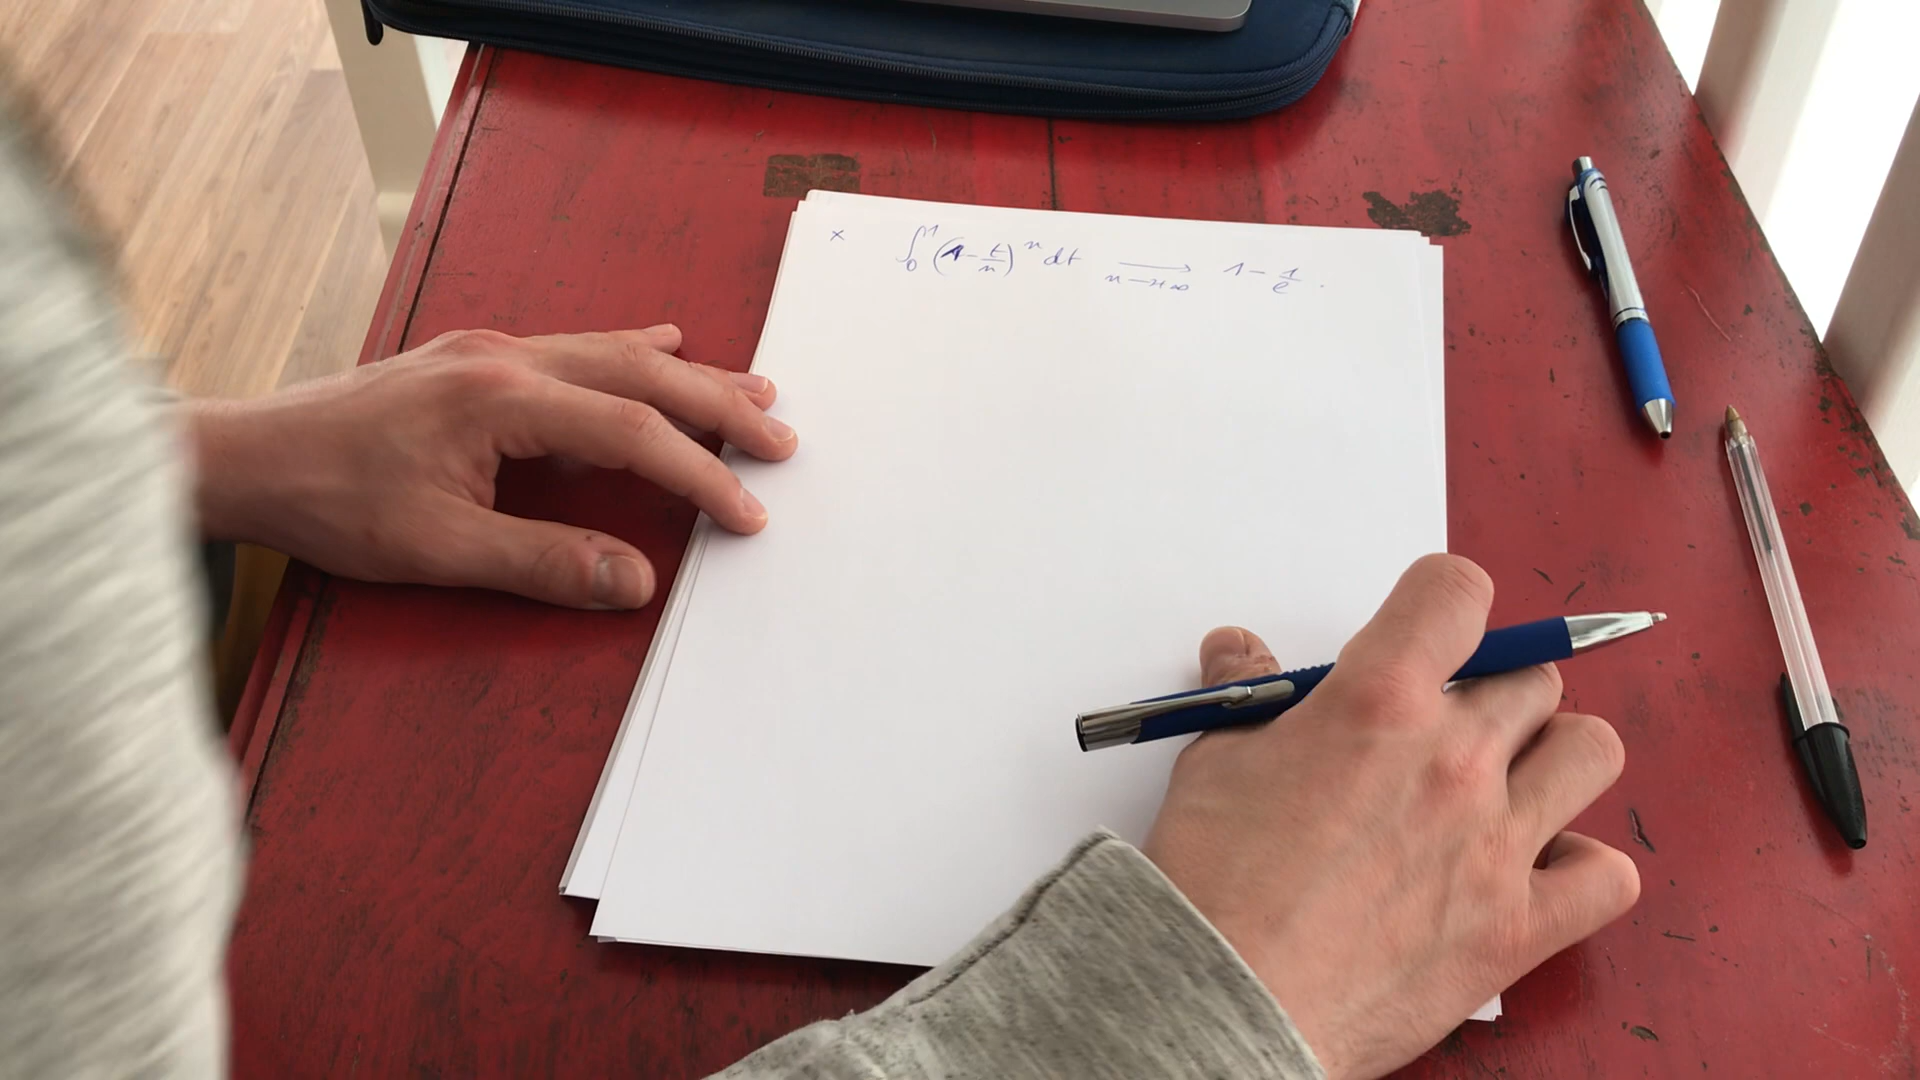 × ∫₀¹ (1 - t/n)ⁿ dt ⟶ n→+∞ 1 - 1/e .